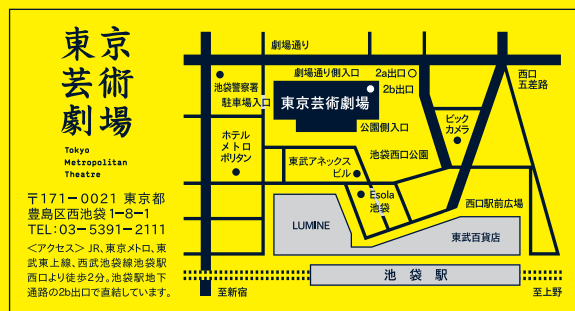 東京
芸術
劇場
Tokyo
Metropolitan
Theatre
〒171-0021 東京都
豊島区西池袋1-8-1
TEL:03-5391-2111
<アクセス> JR、東京メトロ、東
武東上線、西武池袋線池袋駅
西口より徒歩2分。池袋駅地下
通路の2b出口で直結しています。
劇場通り
池袋警察署
劇場通り側入口
2a出口
2b出口
西口
五差路
駐車場入口
東京芸術劇場
公園側入口
ビック
カメラ
ホテル
メトロ
ポリタン
東武アネックス
ビル
池袋西口公園
Esola
池袋
西口駅前広場
LUMINE
東武百貨店
池袋駅
至新宿
至上野